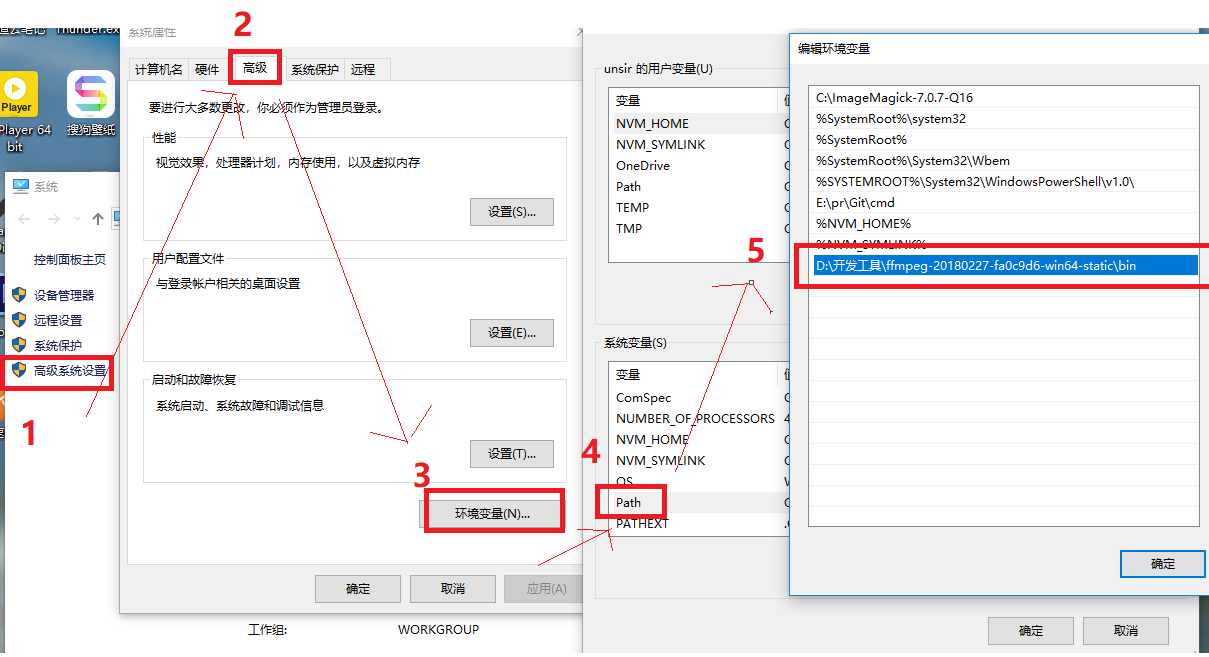 Thunder.ex
Player
Player 64
bit
搜狗壁纸
系统
控制面板主页
设备管理器
远程设置
系统保护
高级系统设置
1
2
系统属性
计算机名
硬件
高级
系统保护
远程
要进行大多数更改，你必须作为管理员登录。
性能
视觉效果，处理器计划，内存使用，以及虚拟内存
设置(S)...
用户配置文件
与登录帐户相关的桌面设置
设置(E)...
启动和故障恢复
系统启动、系统故障和调试信息
设置(T)...
3
环境变量(N)...
确定
取消
应用(A)
工作组:
WORKGROUP
unsir 的用户变量(U)
变量
NVM_HOME
NVM_SYMLINK
OneDrive
Path
TEMP
TMP
5
系统变量(S)
变量
ComSpec
NUMBER_OF_PROCESSORS
4
NVM_HOME
NVM_SYMLINK
OS
4
Path
PATHEXT
确定
取消
编辑环境变量
C:\ImageMagick-7.0.7-Q16
%SystemRoot%\system32
%SystemRoot%
%SystemRoot%\System32\Wbem
%SYSTEMROOT%\System32\WindowsPowerShell\v1.0\
E:\pr\Git\cmd
%NVM_HOME%
%NVM_SYMLINK%
D:\开发工具\ffmpeg-20180227-fa0c9d6-win64-static\bin
确定